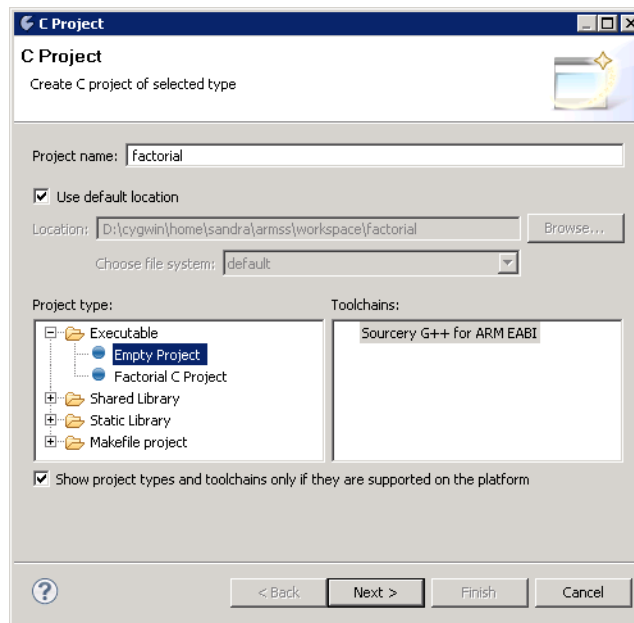 C Project
C Project
Create C project of selected type
Project name: factorial
Use default location
Location: D:\cygwin\home\sandra\armss\workspace\factorial Browse...
Choose file system: default
Project type: Toolchains:
Executable Sourcery G++ for ARM EABI
Empty Project
Factorial C Project
Shared Library
Static Library
Makefile project
Show project types and toolchains only if they are supported on the platform
? < Back Next > Finish Cancel